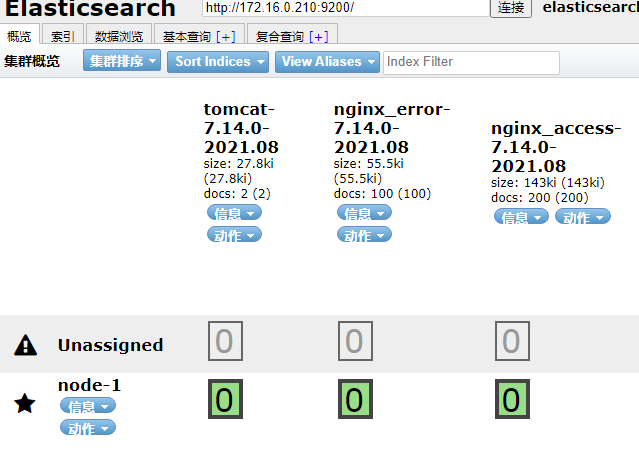 Elasticsearch http://172.16.0.210:9200/ 连接 elasticsearch
概览 索引 数据浏览 基本查询 [+] 复合查询 [+]
集群概览 集群排序 Sort Indices View Aliases Index Filter
tomcat-
7.14.0-
2021.08
size: 27.8ki
(27.8ki)
docs: 2 (2)
信息
动作
nginx_error-
7.14.0-
2021.08
size: 55.5ki
(55.5ki)
docs: 100 (100)
信息
动作
nginx_access-
7.14.0-
2021.08
size: 143ki (143ki)
docs: 200 (200)
信息 动作
Unassigned 0 0 0
node-1 0 0 0
信息
动作